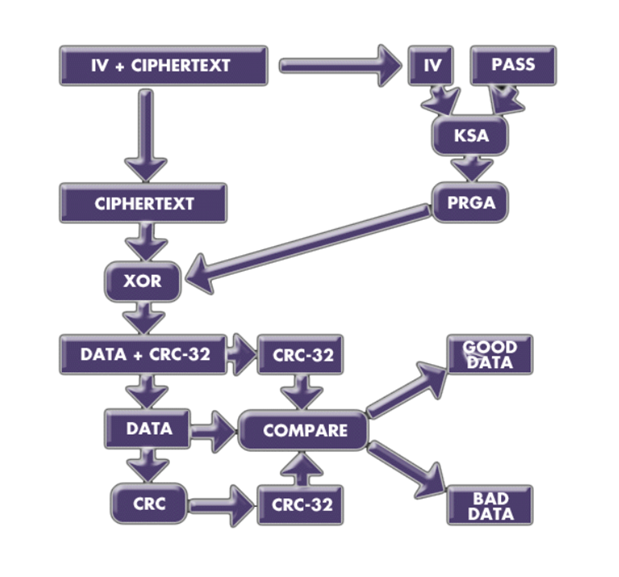 IV + CIPHERTEXT
IV
PASS
KSA
CIPHERTEXT
PRGA
XOR
DATA + CRC-32
CRC-32
GOOD
DATA
DATA
COMPARE
CRC
CRC-32
BAD
DATA